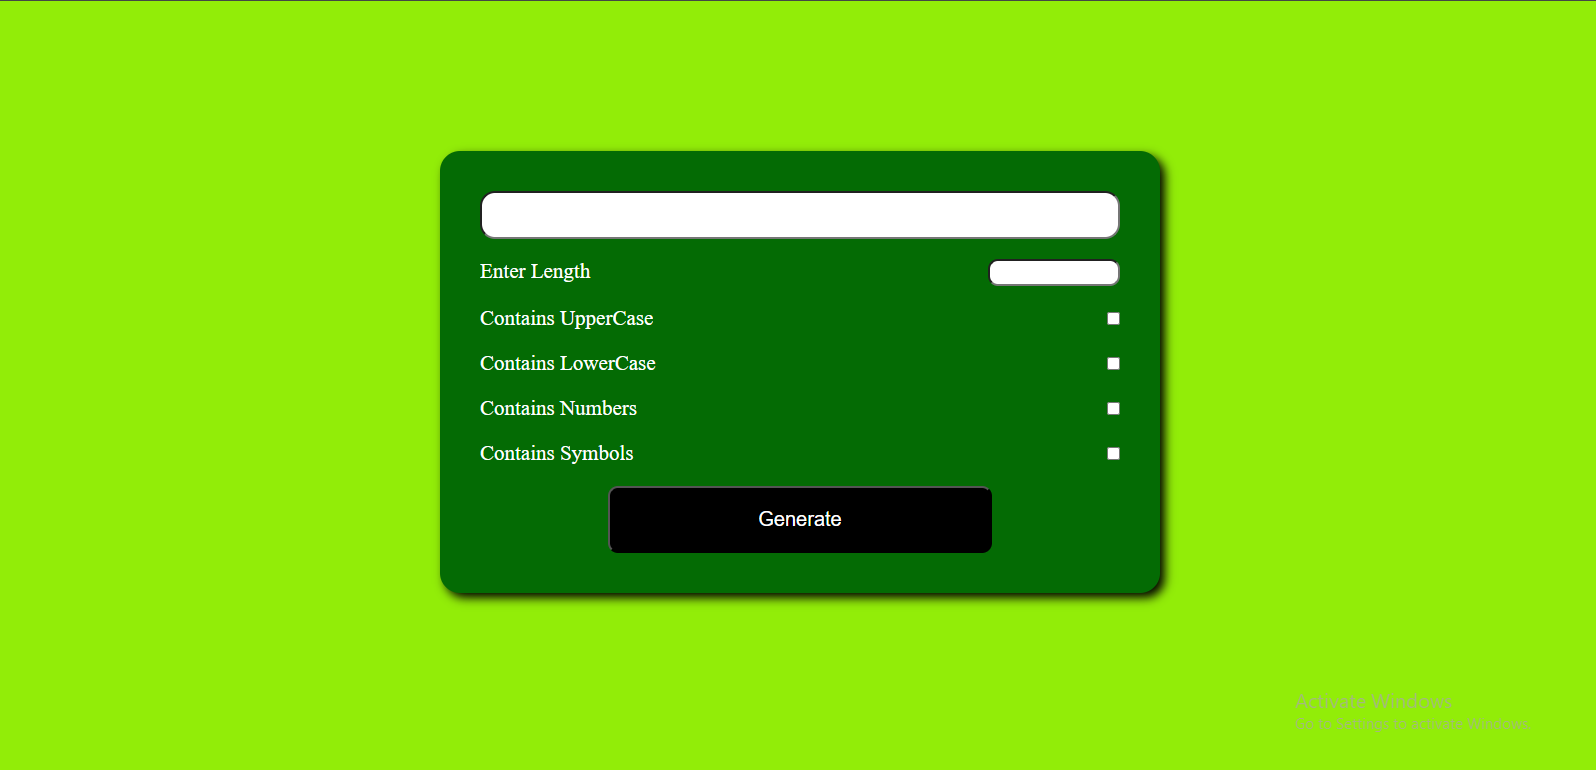 Enter Length
Contains UpperCase
Contains LowerCase
Contains Numbers
Contains Symbols
Generate
Activate Windows
Go to Settings to activate Windows.